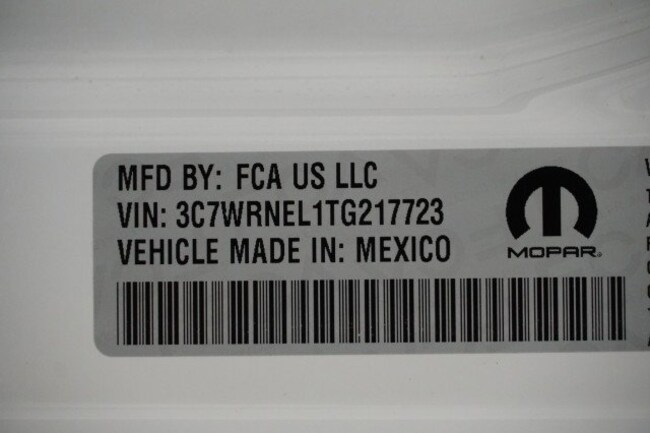 MFD BY: FCA US LLC
VIN: 3C7WRNEL1TG217723
VEHICLE MADE IN: MEXICO
MOPAR®